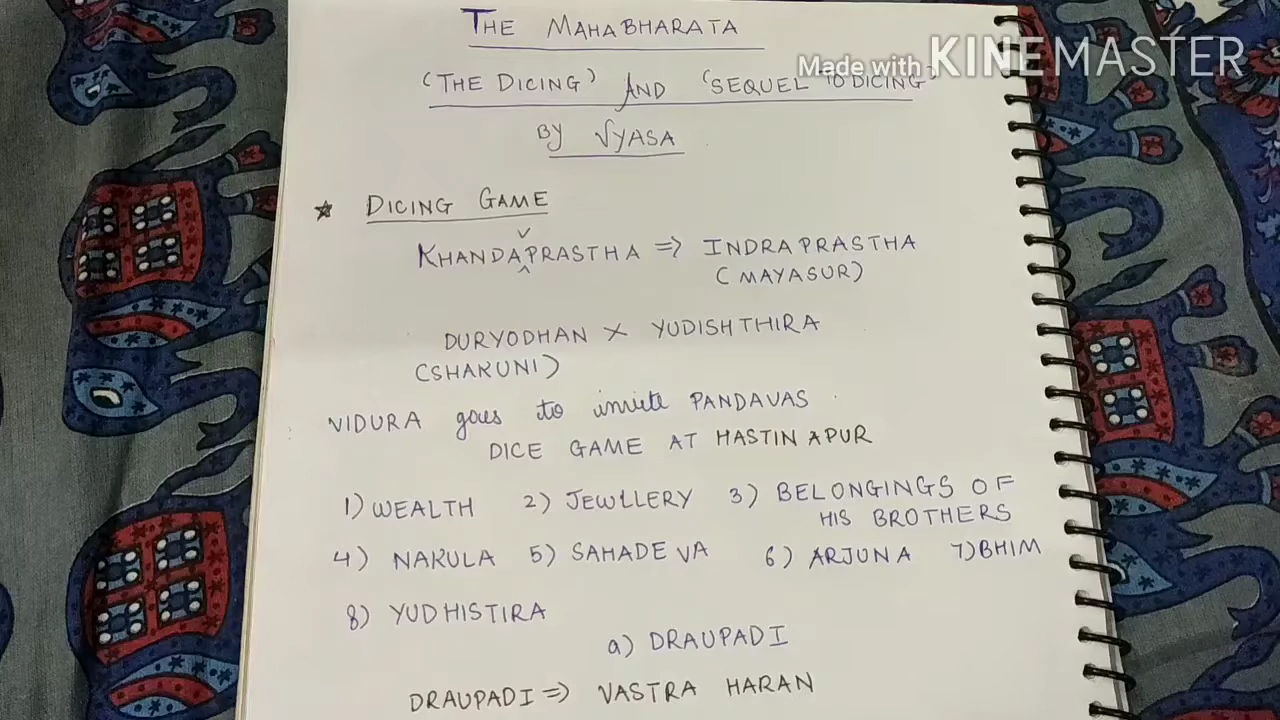 THE MAHABHARATA
Made with KINEMASTER
(THE DICING) AND (SEQUEL TO DICING)
BY VYASA
☆ DICING GAME
KHANDAPRASTHA => INDRAPRASTHA
(MAYASUR)
DURYODHAN X YUDISHTHIRA
(SHAKUNI)
VIDURA goes to invite PANDAVAS
DICE GAME AT HASTINAPUR
1) WEALTH 2) JEWLLERY 3) BELONGINGS OF
HIS BROTHERS
4) NAKULA 5) SAHADEVA 6) ARJUNA 7) BHIM
8) YUDHISTIRA
9) DRAUPADI
DRAUPADI => VASTRA HARAN